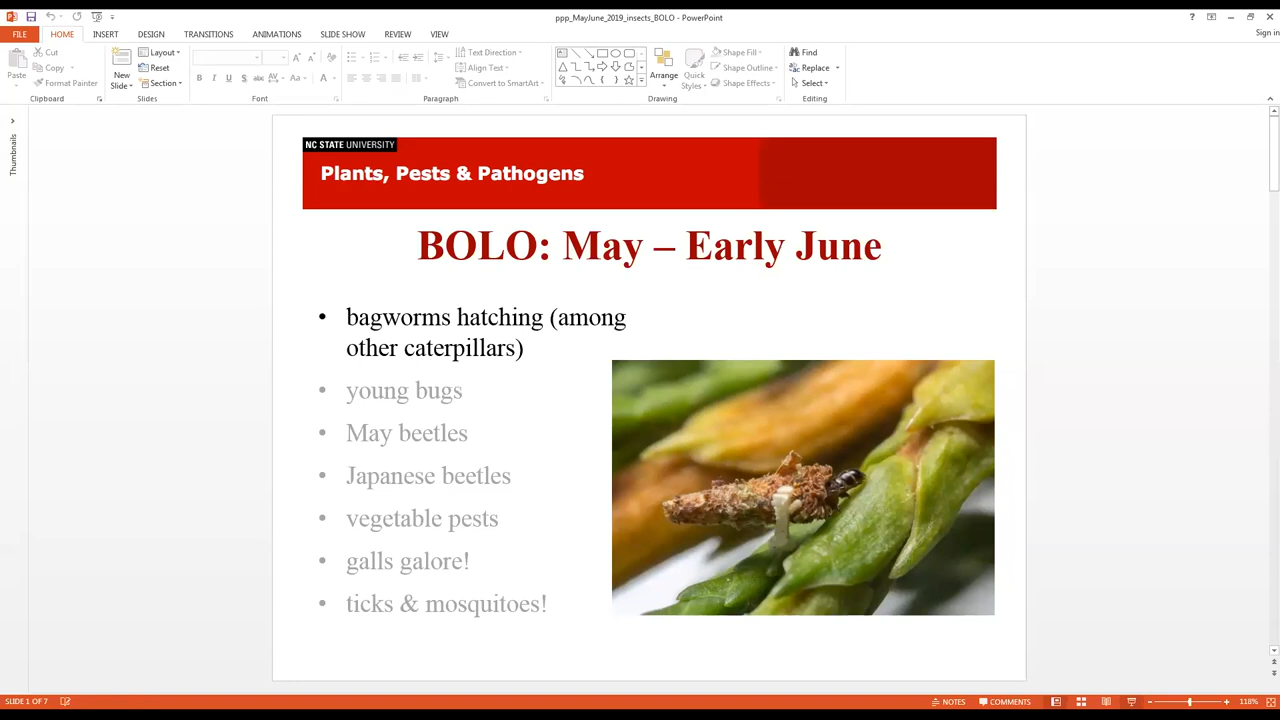 ppp_MayJune_2019_insects_BOLO - PowerPoint
Sign in
FILE HOME INSERT DESIGN TRANSITIONS ANIMATIONS SLIDE SHOW REVIEW VIEW
Paste
Cut
Copy
Format Painter
Clipboard
New Slide
Layout
Reset
Section
Slides
B I U S abc AV Aa A
Font
Text Direction
Align Text
Convert to SmartArt
Paragraph
Arrange
Quick Styles
Shape Fill
Shape Outline
Shape Effects
Drawing
Find
Replace
Select
Editing
Thumbnails
NC STATE UNIVERSITY
Plants, Pests & Pathogens
BOLO: May – Early June
• bagworms hatching (among
other caterpillars)
• young bugs
• May beetles
• Japanese beetles
• vegetable pests
• galls galore!
• ticks & mosquitoes!
SLIDE 1 OF 7
NOTES COMMENTS 118%